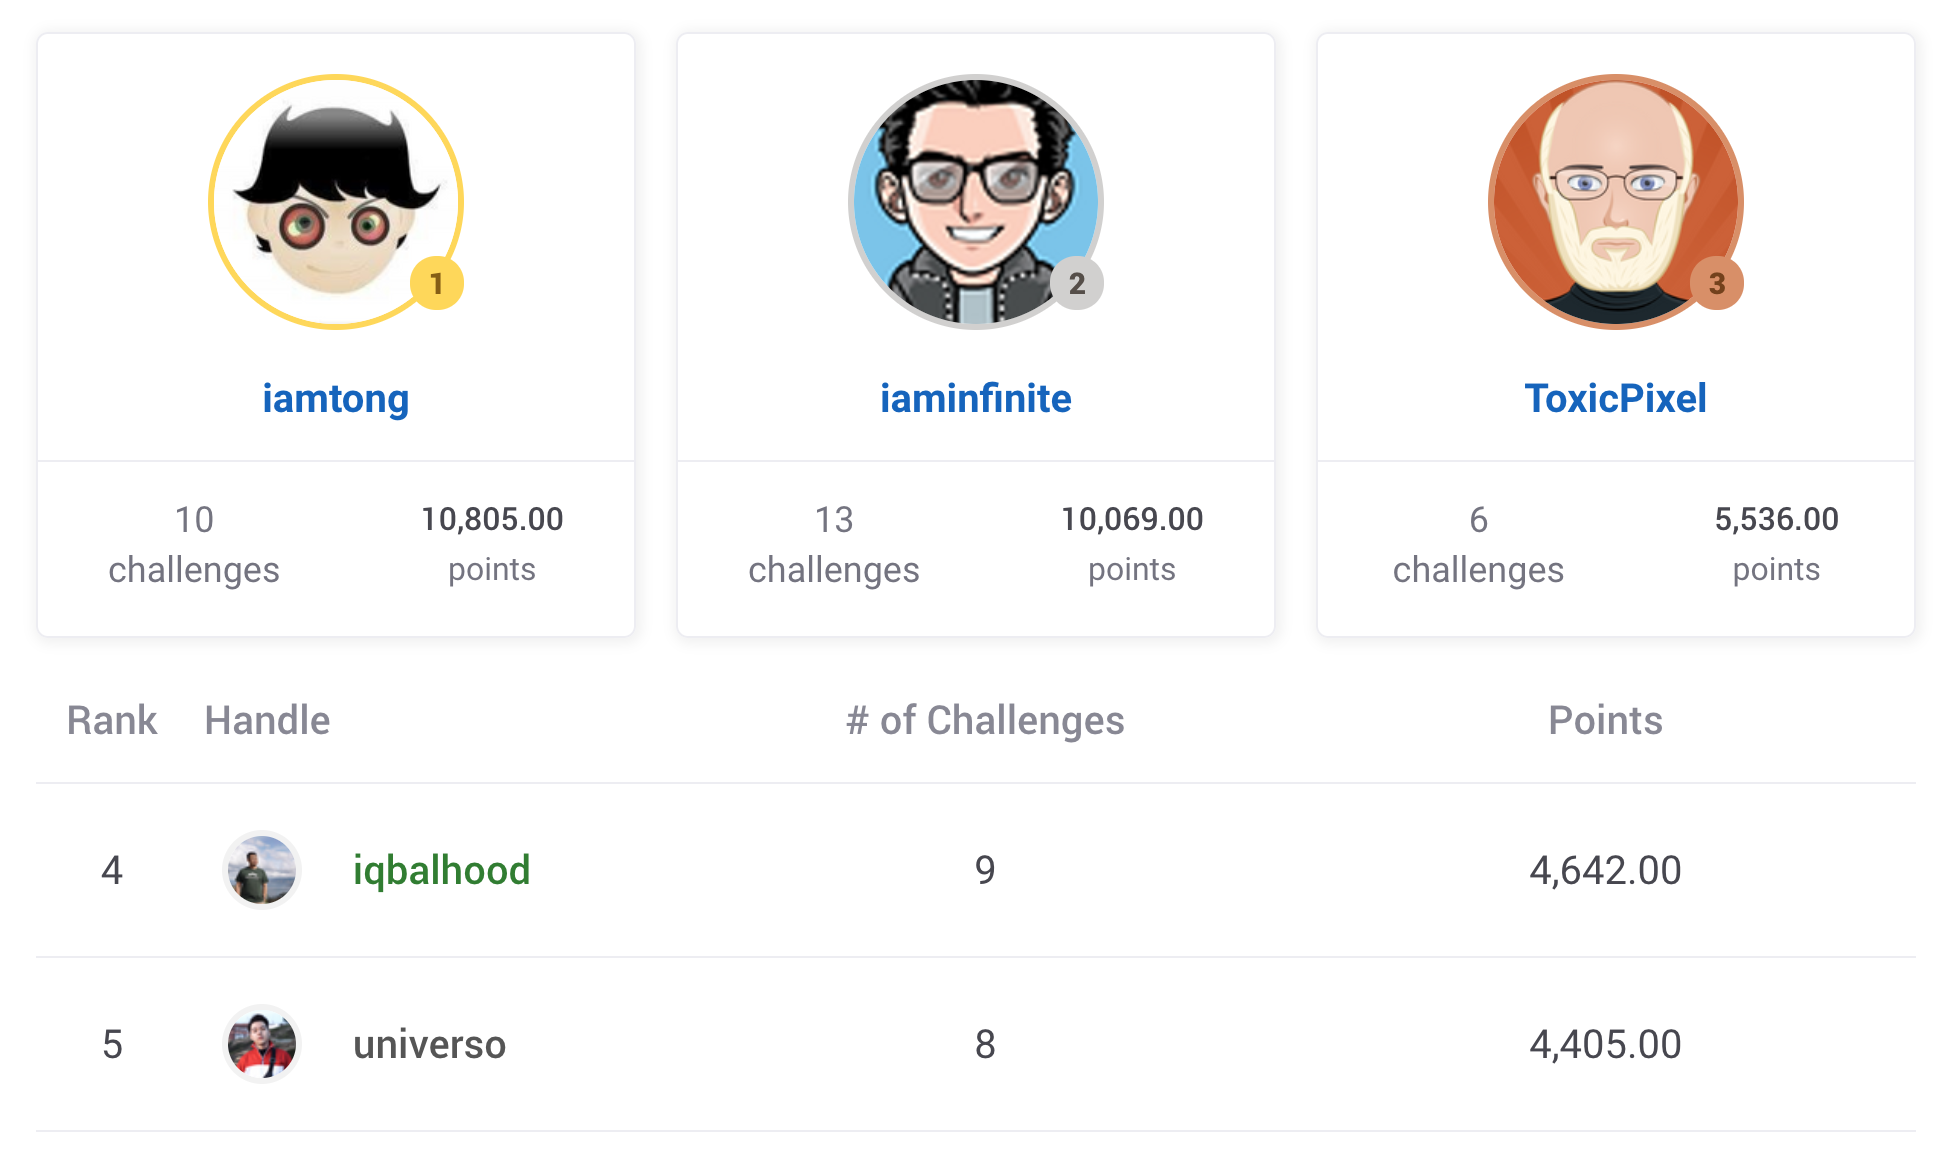 1
iamtong
10 challenges
10,805.00 points
2
iaminfinite
13 challenges
10,069.00 points
3
ToxicPixel
6 challenges
5,536.00 points
Rank Handle # of Challenges Points
4 iqbalhood 9 4,642.00
5 universo 8 4,405.00